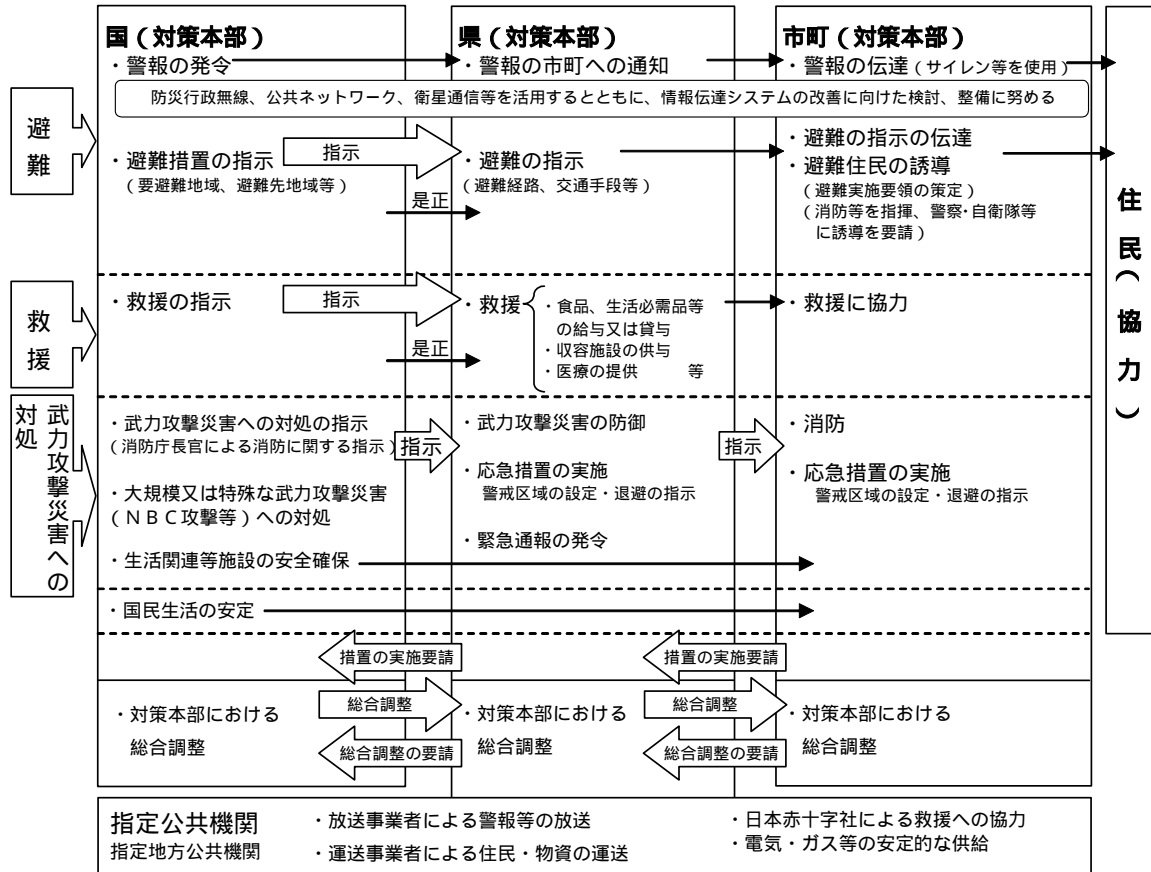 国（対策本部）
県（対策本部）
市町（対策本部）
・警報の発令
・警報の市町への通知
・警報の伝達（サイレン等を使用）
防災行政無線、公共ネットワーク、衛星通信等を活用するとともに、情報伝達システムの改善に向けた検討、整備に努める
避難
・避難措置の指示
（要避難地域、避難先地域等）
指示
是正
・避難の指示
（避難経路、交通手段等）
・避難の指示の伝達
・避難住民の誘導
（避難実施要領の策定）
（消防等を指揮、警察・自衛隊等
に誘導を要請）
住民（協力）
救援
・救援の指示
指示
是正
・救援
・食品、生活必需品等
の給与又は貸与
・収容施設の供与
・医療の提供　　等
・救援に協力
武力攻撃災害への
対処
・武力攻撃災害への対処の指示
（消防庁長官による消防に関する指示）
・大規模又は特殊な武力攻撃災害
（ＮＢＣ攻撃等）への対処
・生活関連等施設の安全確保
指示
・武力攻撃災害の防御
・応急措置の実施
警戒区域の設定・退避の指示
・緊急通報の発令
指示
・消防
・応急措置の実施
警戒区域の設定・退避の指示
・国民生活の安定
措置の実施要請
措置の実施要請
・対策本部における
総合調整
総合調整
総合調整の要請
・対策本部における
総合調整
総合調整
総合調整の要請
・対策本部における
総合調整
指定公共機関
指定地方公共機関
・放送事業者による警報等の放送
・運送事業者による住民・物資の運送
・日本赤十字社による救援への協力
・電気・ガス等の安定的な供給